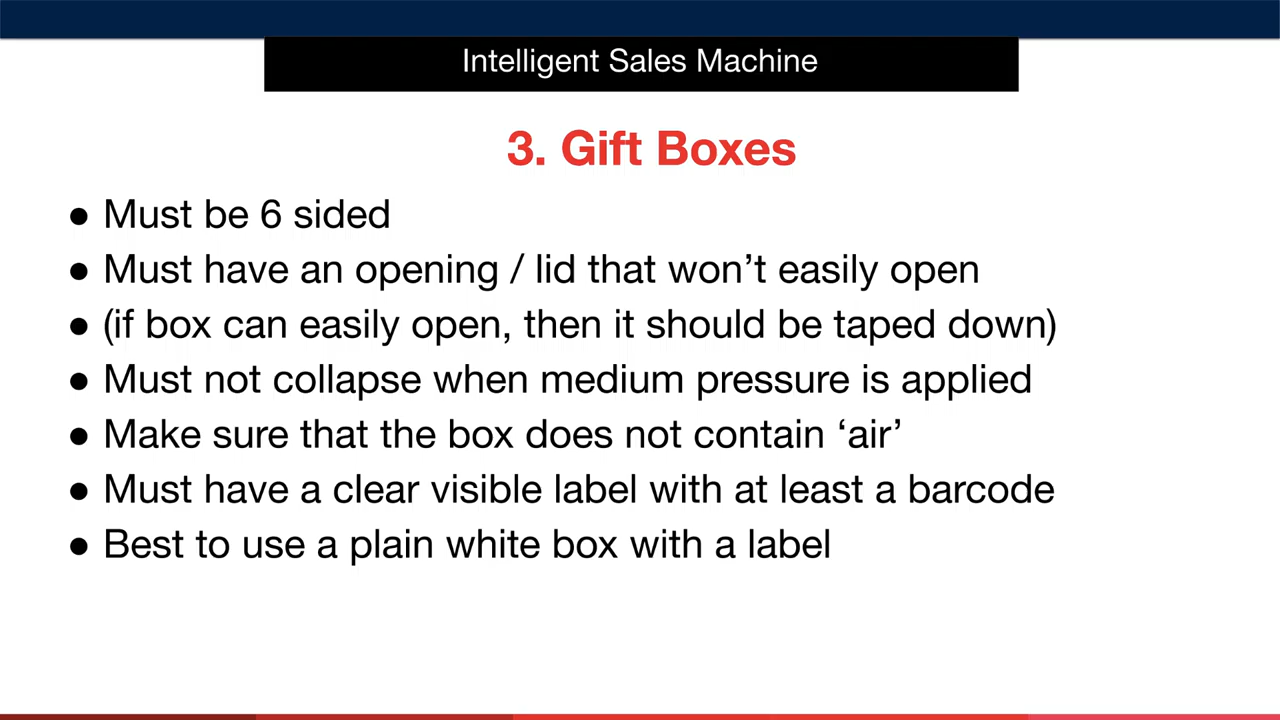 Intelligent Sales Machine
3. Gift Boxes
● Must be 6 sided
● Must have an opening / lid that won’t easily open
● (if box can easily open, then it should be taped down)
● Must not collapse when medium pressure is applied
● Make sure that the box does not contain ‘air’
● Must have a clear visible label with at least a barcode
● Best to use a plain white box with a label